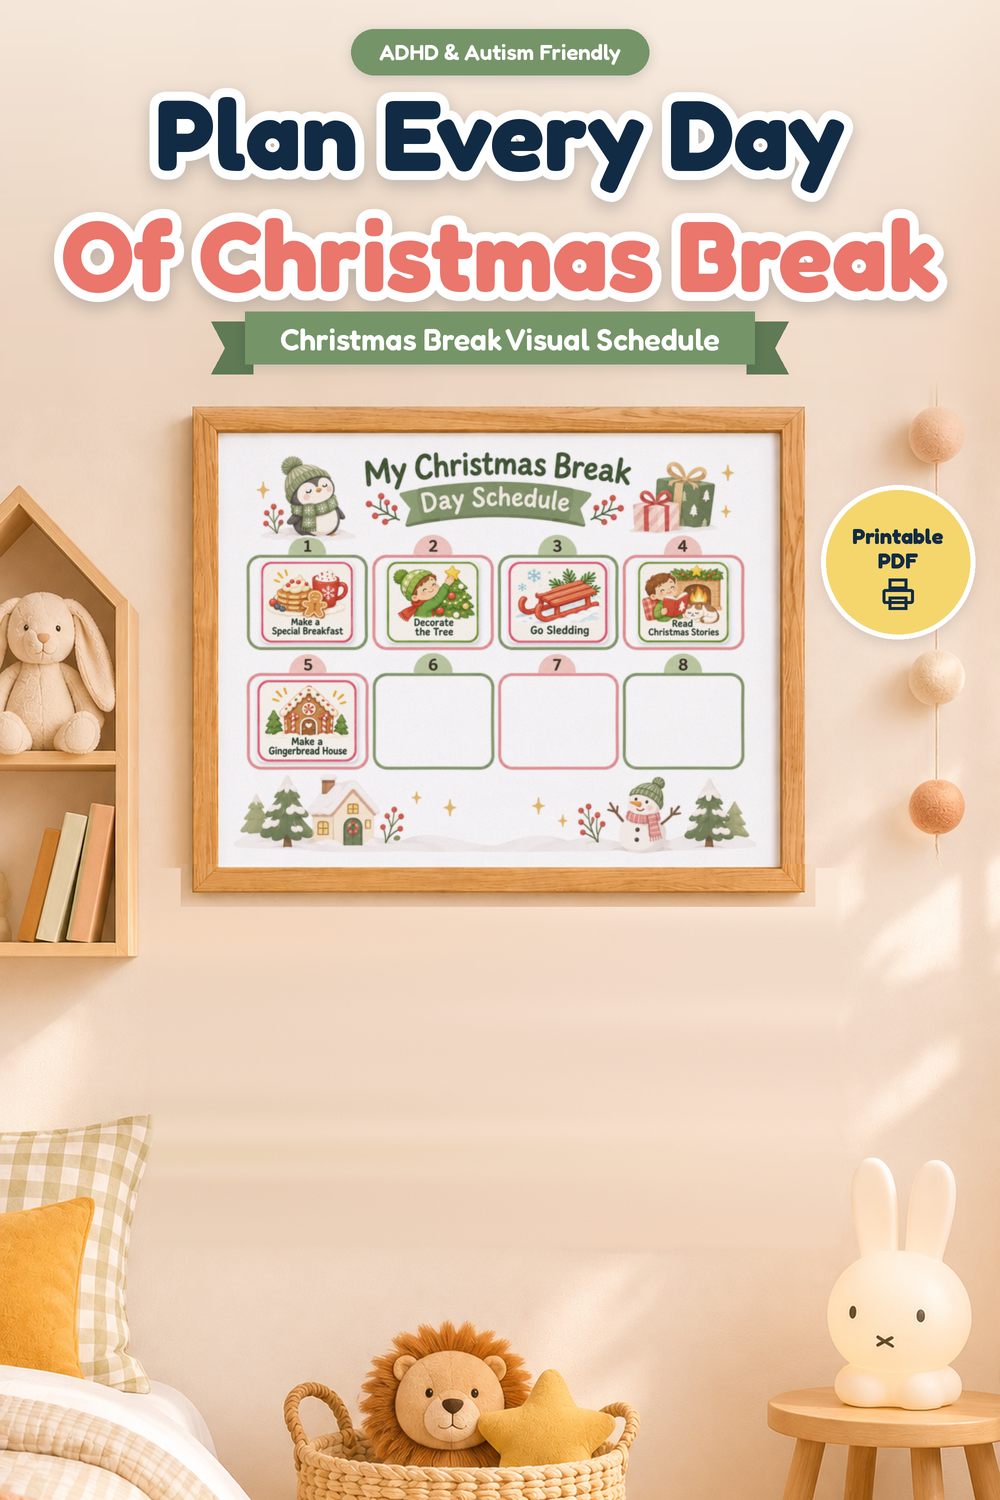 ADHD & Autism Friendly
Plan Every Day
Of Christmas Break
Christmas Break Visual Schedule
My Christmas Break
Day Schedule
1
2
3
4
Make a
Special Breakfast
Decorate
the Tree
Go Sledding
Read
Christmas Stories
Printable
PDF
5
6
7
8
Make a
Gingerbread House